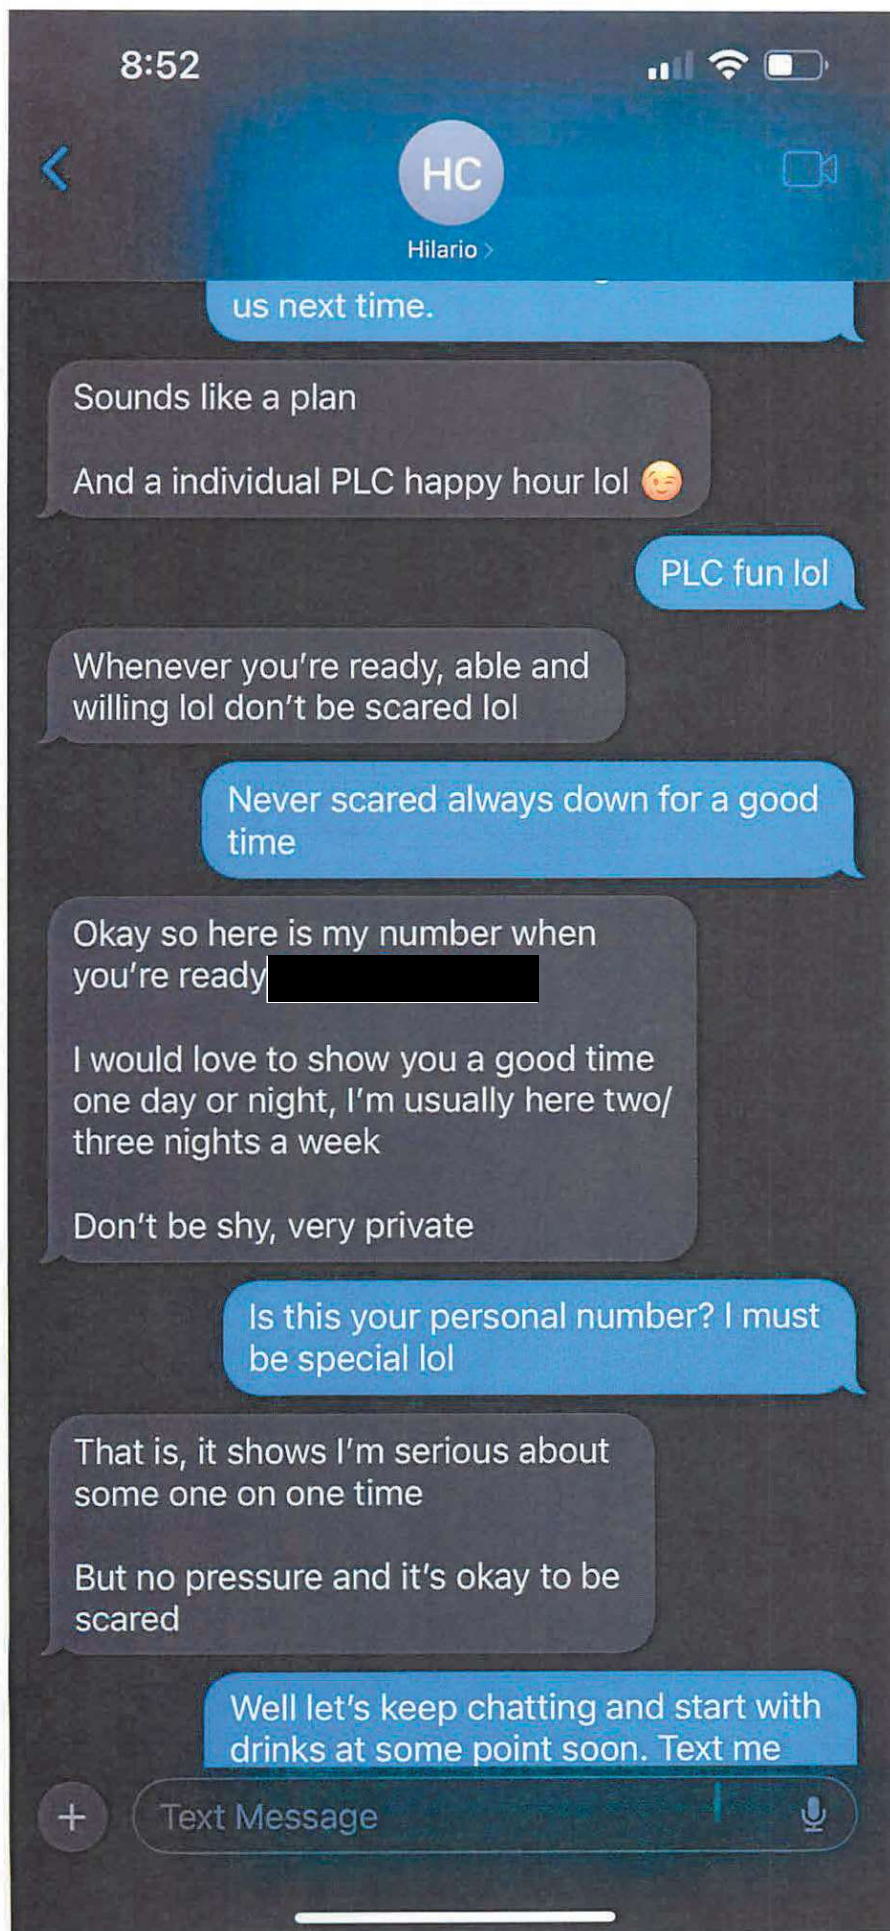 8:52
HC
Hilario >
us next time.
Sounds like a plan
And a individual PLC happy hour lol 😉
PLC fun lol
Whenever you're ready, able and
willing lol don't be scared lol
Never scared always down for a good
time
Okay so here is my number when
you're ready
I would love to show you a good time
one day or night, I'm usually here two/
three nights a week
Don't be shy, very private
Is this your personal number? I must
be special lol
That is, it shows I'm serious about
some one on one time
But no pressure and it's okay to be
scared
Well let's keep chatting and start with
drinks at some point soon. Text me
Text Message